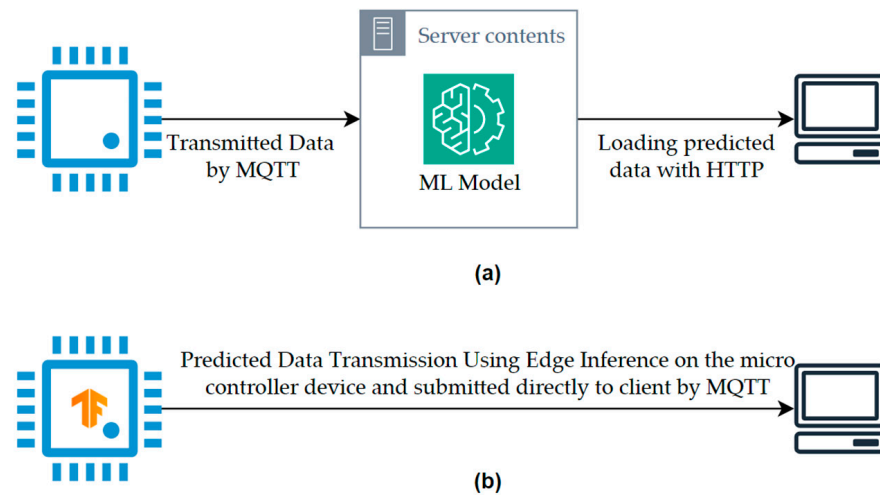 Server contents
Transmitted Data
by MQTT
ML Model
Loading predicted
data with HTTP
(a)
Predicted Data Transmission Using Edge Inference on the micro
controller device and submitted directly to client by MQTT
(b)